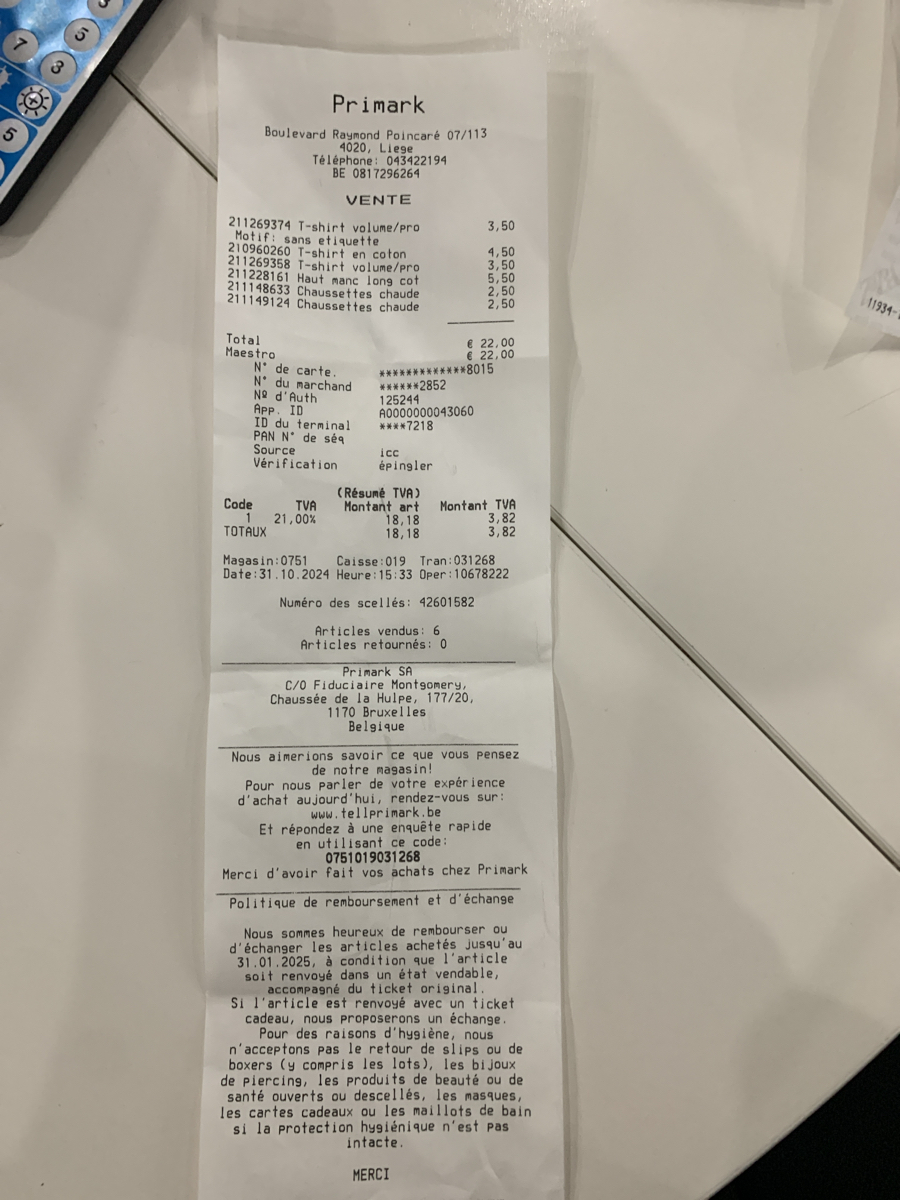 7
5
3
5
Primark
Boulevard Raymond Poincaré 07/113
4020, Liege
Téléphone: 043422194
BE 0817296264
VENTE
211269374 T-shirt volume/pro 3,50
Motif: sans etiquette
210960260 T-shirt en coton 4,50
211269358 T-shirt volume/pro 3,50
211228161 Haut manc long cot 5,50
211148633 Chaussettes chaude 2,50
211149124 Chaussettes chaude 2,50
Total € 22,00
Maestro € 22,00
N° de carte. *************8015
N° du marchand ******2852
Nº d'Auth 125244
App. ID A0000000043060
ID du terminal ****7218
PAN N° de séq
Source icc
Vérification épingler
(Résumé TVA)
Code TVA Montant art Montant TVA
1 21,00% 18,18 3,82
TOTAUX 18,18 3,82
Magasin:0751 Caisse:019 Tran:031268
Date:31.10.2024 Heure:15:33 Oper:10678222
Numéro des scellés: 42601582
Articles vendus: 6
Articles retournés: 0
Primark SA
C/O Fiduciaire Montgomery,
Chaussée de la Hulpe, 177/20,
1170 Bruxelles
Belgique
Nous aimerions savoir ce que vous pensez
de notre magasin!
Pour nous parler de votre expérience
d'achat aujourd'hui, rendez-vous sur:
www.tellprimark.be
Et répondez à une enquête rapide
en utilisant ce code:
0751019031268
Merci d'avoir fait vos achats chez Primark
Politique de remboursement et d'échange
Nous sommes heureux de rembourser ou
d'échanger les articles achetés jusqu'au
31.01.2025, à condition que l'article
soit renvoyé dans un état vendable,
accompagné du ticket original.
Si l'article est renvoyé avec un ticket
cadeau, nous proposerons un échange.
Pour des raisons d'hygiène, nous
n'acceptons pas le retour de slips ou de
boxers (y compris les lots), les bijoux
de piercing, les produits de beauté ou de
santé ouverts ou descellés, les masques,
les cartes cadeaux ou les maillots de bain
si la protection hygiénique n'est pas
intacte.
MERCI
11934-